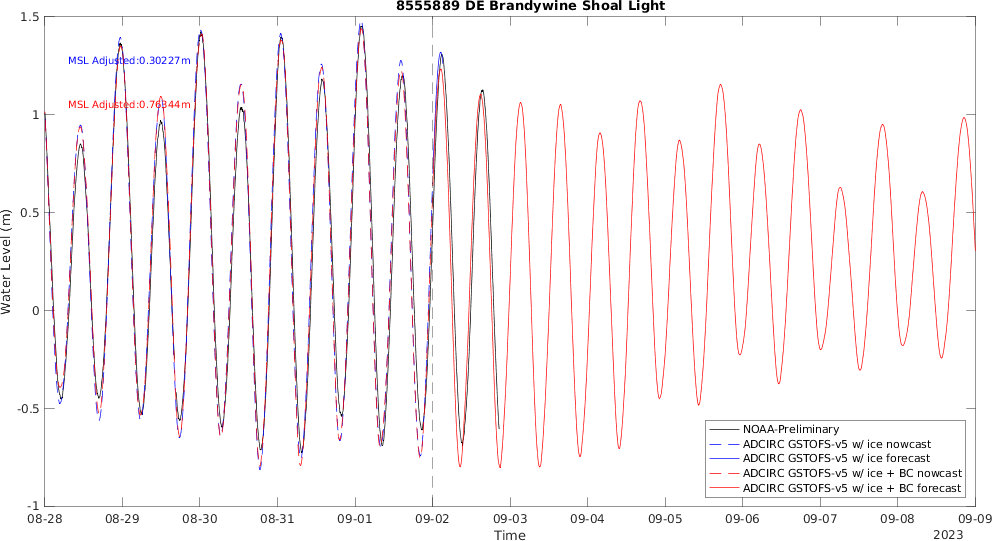 8555889 DE Brandywine Shoal Light
1.5
1
0.5
0
-0.5
-1
Water Level (m)
MSL Adjusted:0.30227m
MSL Adjusted:0.76344m
NOAA-Preliminary
ADCIRC GSTOFS-v5 w/ ice nowcast
ADCIRC GSTOFS-v5 w/ ice forecast
ADCIRC GSTOFS-v5 w/ ice + BC nowcast
ADCIRC GSTOFS-v5 w/ ice + BC forecast
08-28 08-29 08-30 08-31 09-01 09-02 09-03 09-04 09-05 09-06 09-07 09-08 09-09
Time
2023